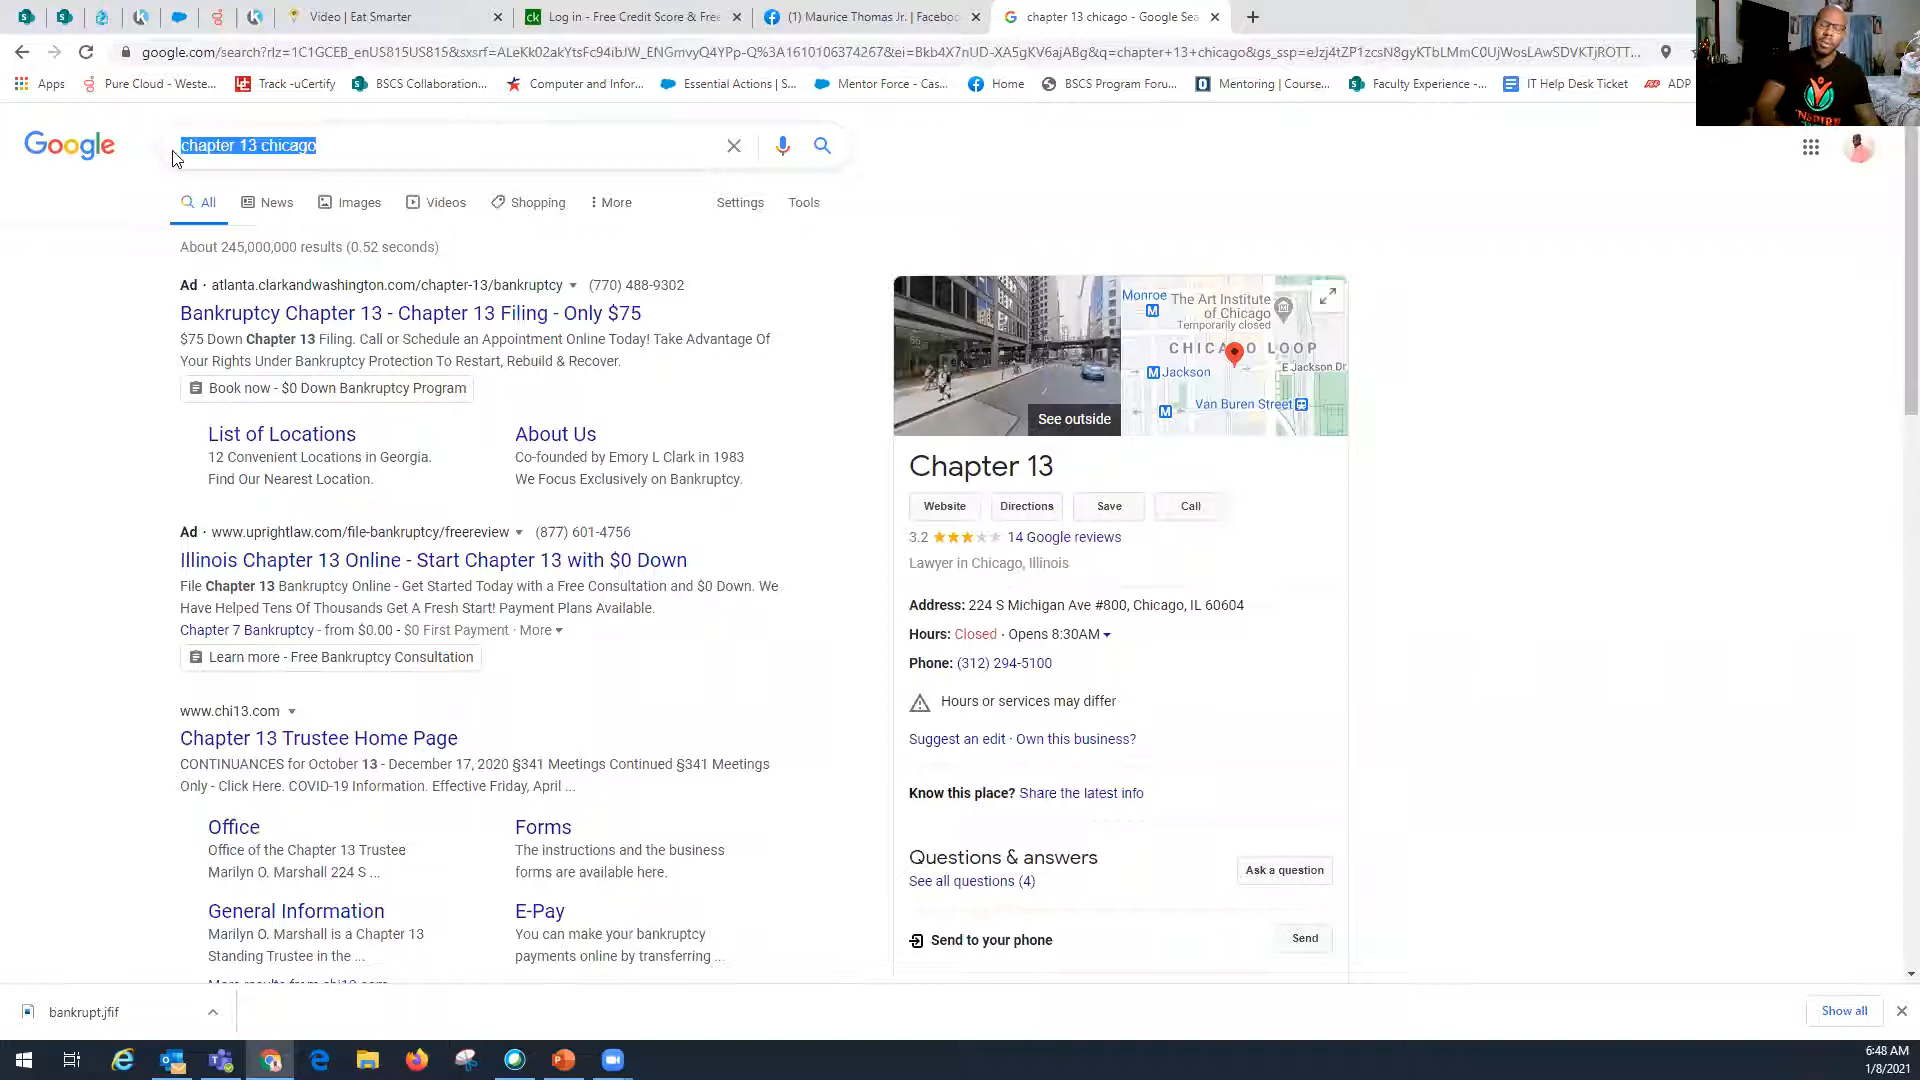 Video | Eat Smarter
Log in - Free Credit Score & Free
(1) Maurice Thomas Jr. | Faceboo
chapter 13 chicago - Google Sea
google.com/search?rlz=1C1GCEB_enUS815US815&sxsrf=ALeKk02akYtsFc94ibJW_ENGmvyQ4YPp-Q%3A1610106374267&ei=Bkb4X7nUD-XA5gKV6ajABg&q=chapter+13+chicago&gs_ssp=eJzj4tZP1zcsN8gyKTbLMmC0UjWosLAwSDVKTjROTT...
Apps
Pure Cloud - Weste...
Track -uCertify
BSCS Collaboration...
Computer and Infor...
Essential Actions | S...
Mentor Force - Cas...
Home
BSCS Program Foru...
Mentoring | Course...
Faculty Experience -...
IT Help Desk Ticket
ADP
Google
chapter 13 chicago
All
News
Images
Videos
Shopping
More
Settings
Tools
About 245,000,000 results (0.52 seconds)
Ad · atlanta.clarkandwashington.com/chapter-13/bankruptcy (770) 488-9302
Bankruptcy Chapter 13 - Chapter 13 Filing - Only $75
$75 Down Chapter 13 Filing. Call or Schedule an Appointment Online Today! Take Advantage Of
Your Rights Under Bankruptcy Protection To Restart, Rebuild & Recover.
Book now - $0 Down Bankruptcy Program
List of Locations
12 Convenient Locations in Georgia.
Find Our Nearest Location.
About Us
Co-founded by Emory L Clark in 1983
We Focus Exclusively on Bankruptcy.
Ad · www.uprightlaw.com/file-bankruptcy/freereview (877) 601-4756
Illinois Chapter 13 Online - Start Chapter 13 with $0 Down
File Chapter 13 Bankruptcy Online - Get Started Today with a Free Consultation and $0 Down. We
Have Helped Tens Of Thousands Get A Fresh Start! Payment Plans Available.
Chapter 7 Bankruptcy - from $0.00 - $0 First Payment · More
Learn more - Free Bankruptcy Consultation
www.chi13.com
Chapter 13 Trustee Home Page
CONTINUANCES for October 13 - December 17, 2020 §341 Meetings Continued §341 Meetings
Only - Click Here. COVID-19 Information. Effective Friday, April ...
Office
Office of the Chapter 13 Trustee
Marilyn O. Marshall 224 S ...
Forms
The instructions and the business
forms are available here.
General Information
Marilyn O. Marshall is a Chapter 13
Standing Trustee in the ...
E-Pay
You can make your bankruptcy
payments online by transferring ...
More results from chi13.com
See outside
Monroe
The Art Institute
of Chicago
Temporarily closed
CHICAGO LOOP
Jackson
E Jackson Dr
Van Buren Street
Chapter 13
Website
Directions
Save
Call
3.2
14 Google reviews
Lawyer in Chicago, Illinois
Address: 224 S Michigan Ave #800, Chicago, IL 60604
Hours: Closed · Opens 8:30AM
Phone: (312) 294-5100
Hours or services may differ
Suggest an edit · Own this business?
Know this place? Share the latest info
Questions & answers
See all questions (4)
Ask a question
Send to your phone
Send
bankrupt.jfif
Show all
6:48 AM
1/8/2021